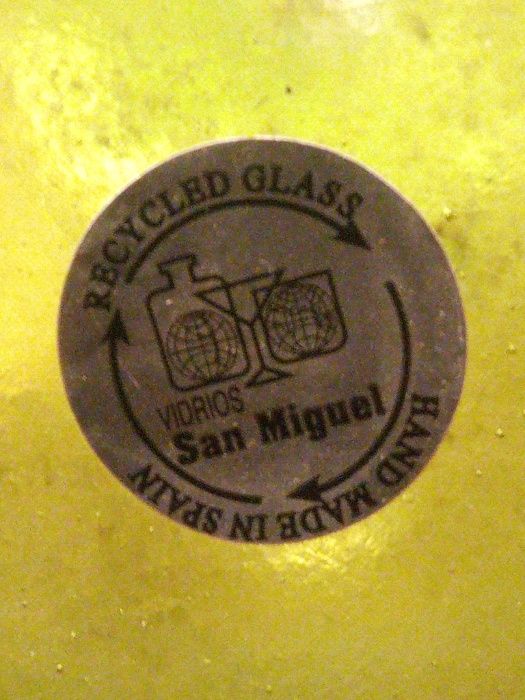 RECYCLED GLASS
VIDRIOS
San Miguel
HAND MADE IN SPAIN